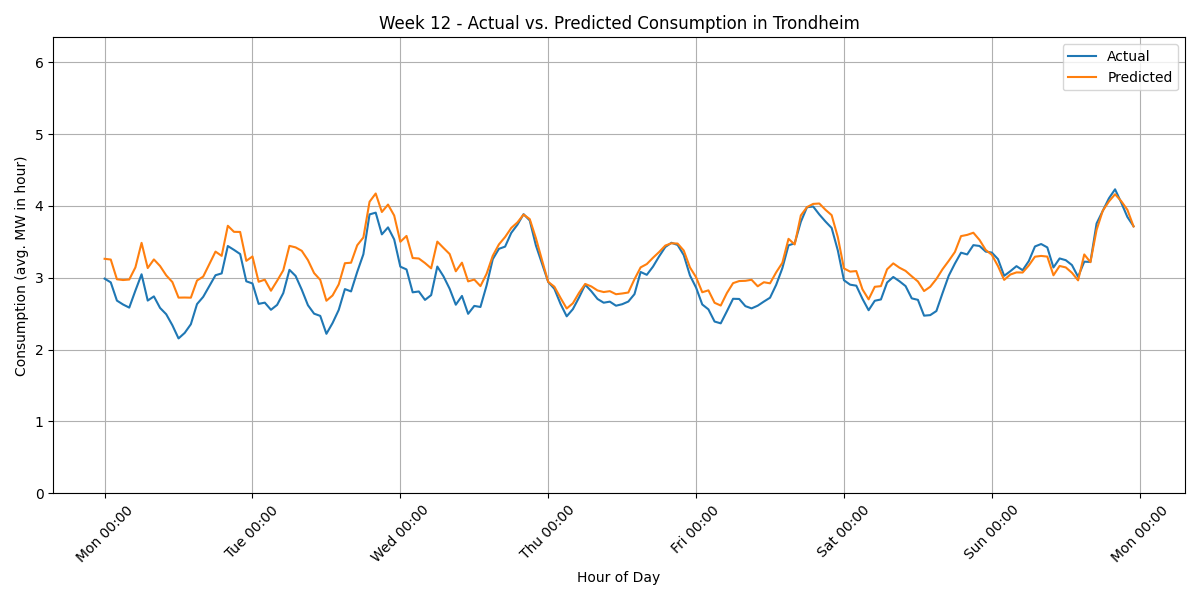 Week 12 - Actual vs. Predicted Consumption in Trondheim
Actual
Predicted
Consumption (avg. MW in hour)
6
5
4
3
2
1
0
Mon 00:00
Tue 00:00
Wed 00:00
Thu 00:00
Fri 00:00
Sat 00:00
Sun 00:00
Mon 00:00
Hour of Day